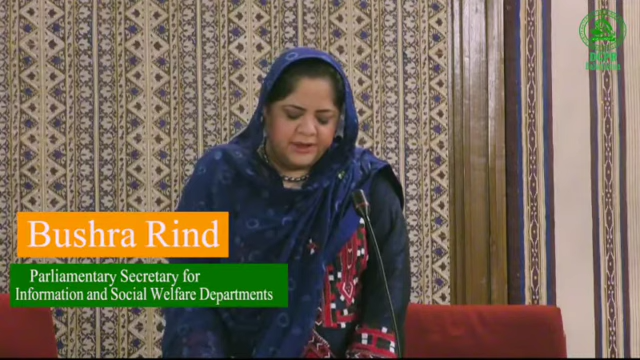 Bushra Rind
Parliamentary Secretary for
Information and Social Welfare Departments